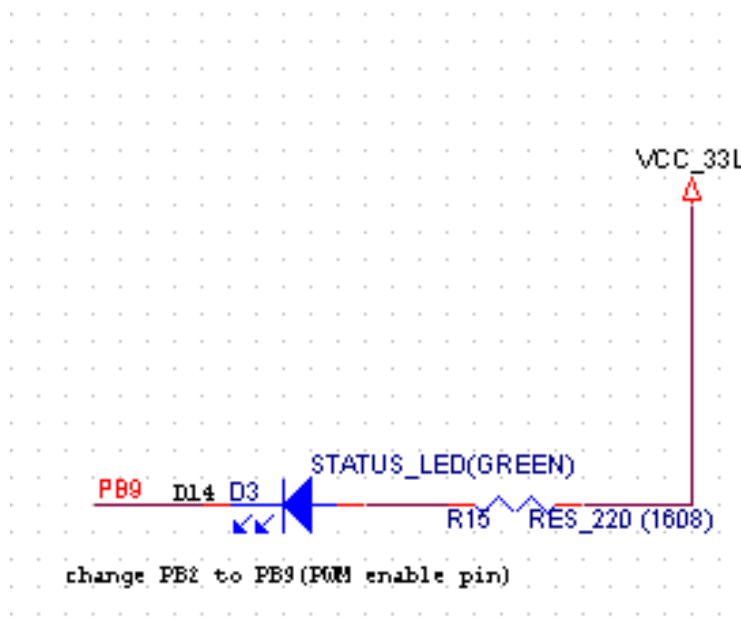 VCC_33L
STATUS_LED(GREEN)
PB9 D14 D3
R15 RES_220 (1608)
change PB2 to PB9(PWM enable pin)